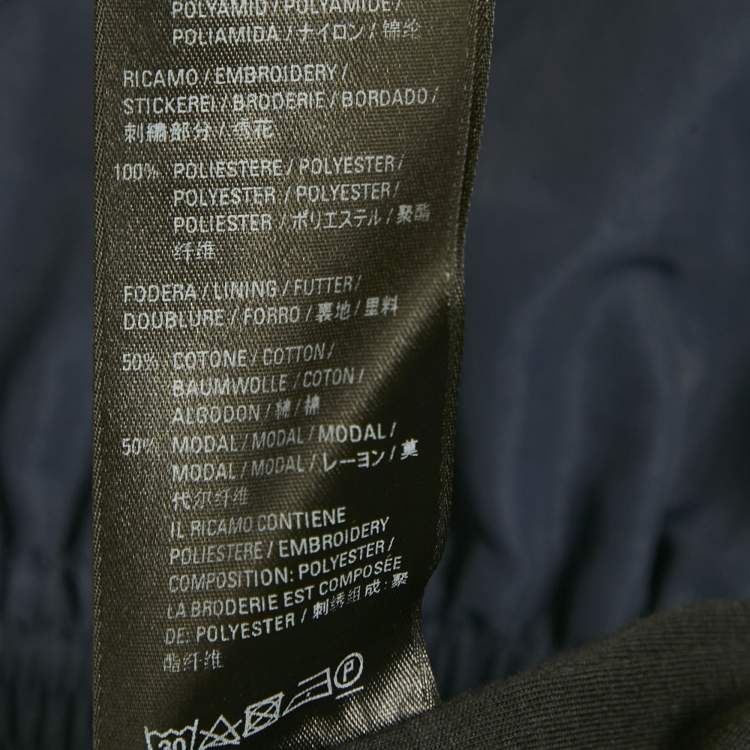 POLYAMID / POLYAMIDE /
POLIAMIDA / ナイロン / 锦纶
RICAMO / EMBROIDERY /
STICKEREI / BRODERIE / BORDADO /
刺繍部分 / 绣花
100% POLIESTERE / POLYESTER /
POLYESTER / POLYESTER /
POLIESTER / ポリエステル / 聚酯
纤维
FODERA / LINING / FUTTER /
DOUBLURE / FORRO / 裏地 / 里料
50% COTONE / COTTON /
BAUMWOLLE / COTON /
ALGODON / 綿 / 棉
50% MODAL / MODAL / MODAL /
MODAL / MODAL / レーヨン / 莫
代尔纤维
IL RICAMO CONTIENE
POLIESTERE / EMBROIDERY
COMPOSITION: POLYESTER /
LA BRODERIE EST COMPOSÉE
DE: POLYESTER / 刺绣组成: 聚
酯纤维
30 P